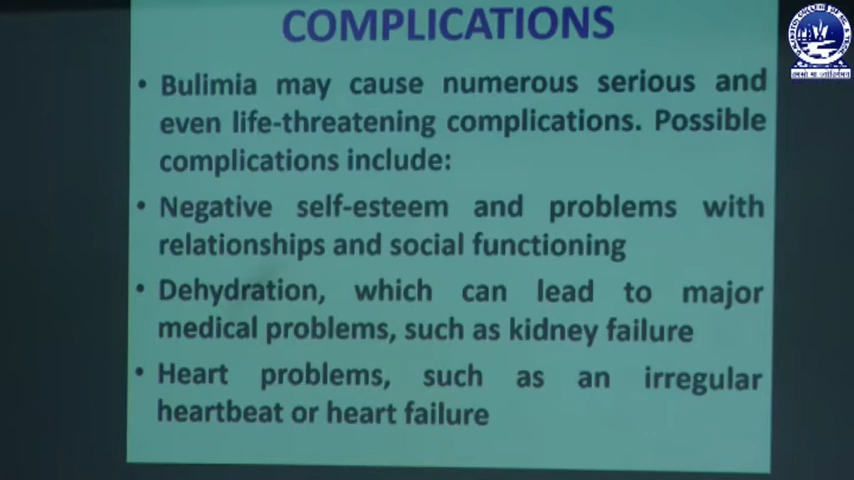 COMPLICATIONS
• Bulimia may cause numerous serious and
even life-threatening complications. Possible
complications include:
• Negative self-esteem and problems with
relationships and social functioning
• Dehydration, which can lead to major
medical problems, such as kidney failure
• Heart problems, such as an irregular
heartbeat or heart failure
तमसो मा ज्योतिर्गमय